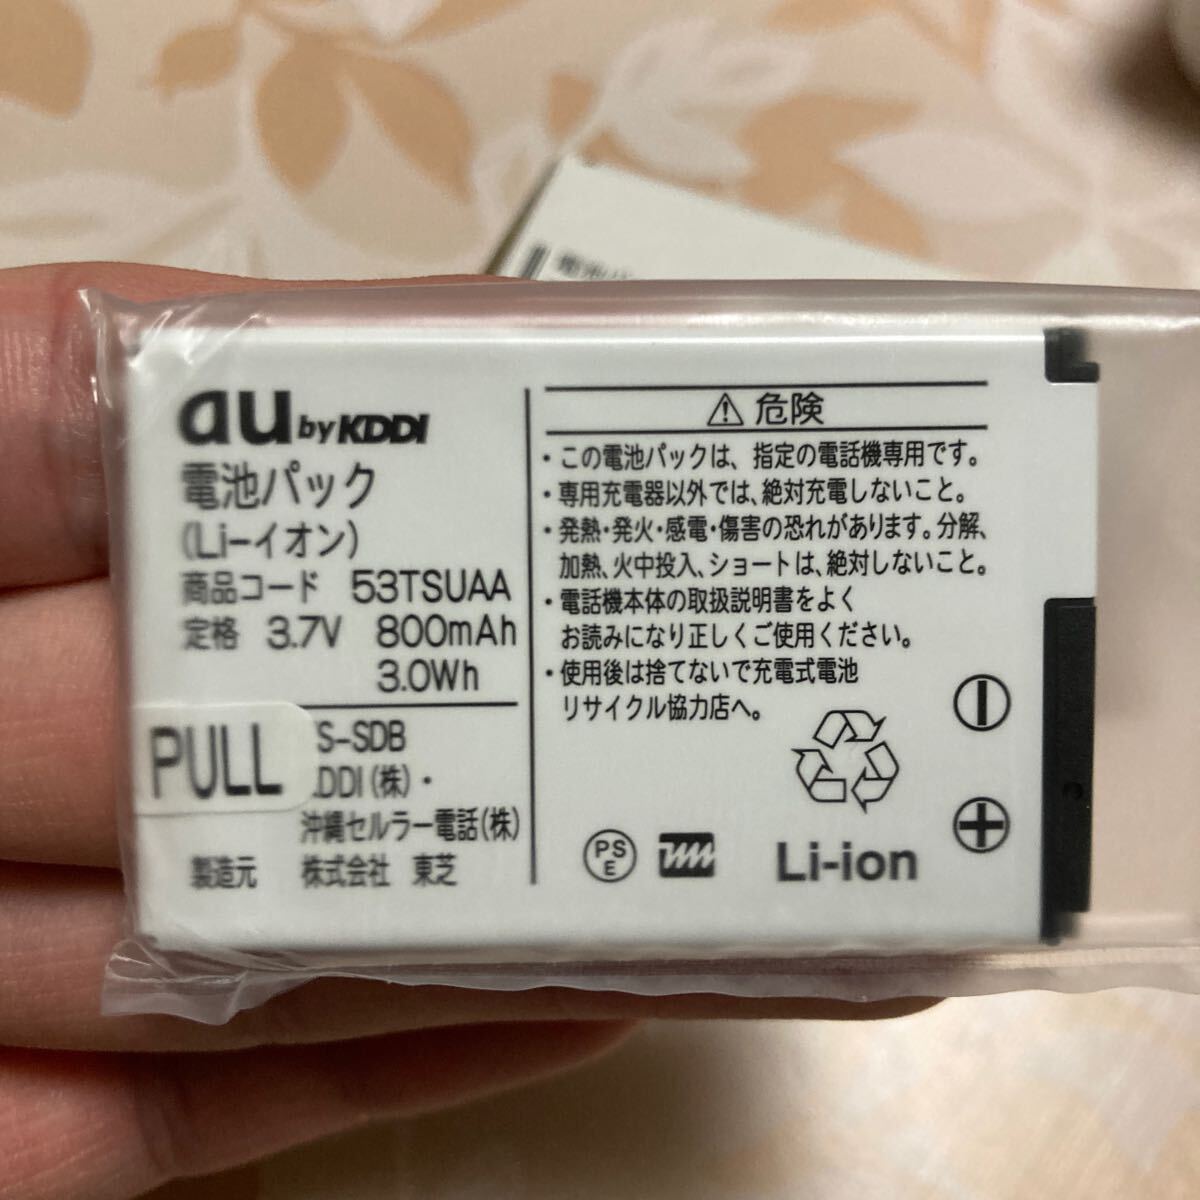 au by KDDI
電池パック
(Li-イオン)
商品コード 53TSUAA
定格 3.7V 800mAh
3.0Wh
PULL
S-SDB
DDI(株)・
沖縄セルラー電話(株)
製造元 株式会社 東芝
⚠危険
・この電池パックは、指定の電話機専用です。
・専用充電器以外では、絶対充電しないこと。
・発熱・発火・感電・傷害の恐れがあります。分解、
加熱、火中投入、ショートは、絶対しないこと。
・電話機本体の取扱説明書をよく
お読みになり正しくご使用ください。
・使用後は捨てないで充電式電池
リサイクル協力店へ。
PS
E
Li-ion
電池パ